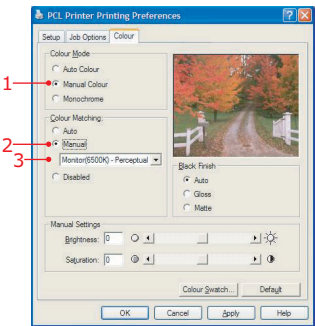 PCL Printer Printing Preferences
Setup Job Options Colour
Colour Mode
Auto Colour
1 Manual Colour
Monochrome
Colour Matching:
Auto
2 Manual
3 Monitor(6500K) - Perceptual
Disabled
Black Finish
Auto
Gloss
Matte
Manual Settings
Brightness: 0
Saturation: 0
Colour Swatch... Default
OK Cancel Apply Help